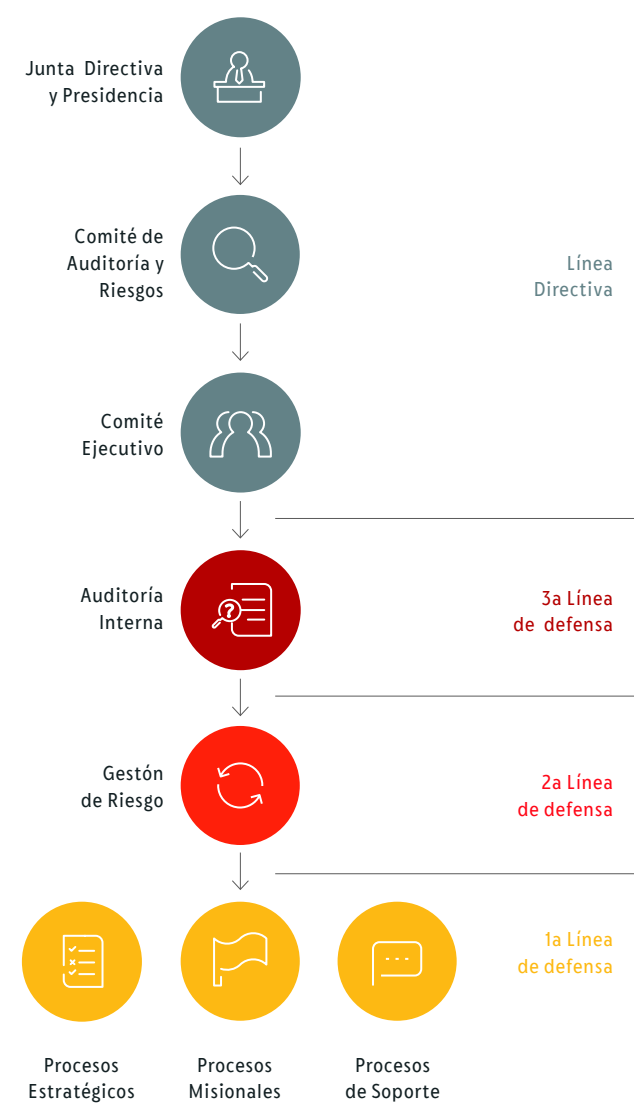 Junta Directiva
y Presidencia
Comité de
Auditoría y
Riesgos
Línea
Directiva
Comité
Ejecutivo
Auditoría
Interna
?
3a Línea
de defensa
Gestón
de Riesgo
2a Línea
de defensa
1a Línea
de defensa
Procesos
Estratégicos
Procesos
Misionales
Procesos
de Soporte